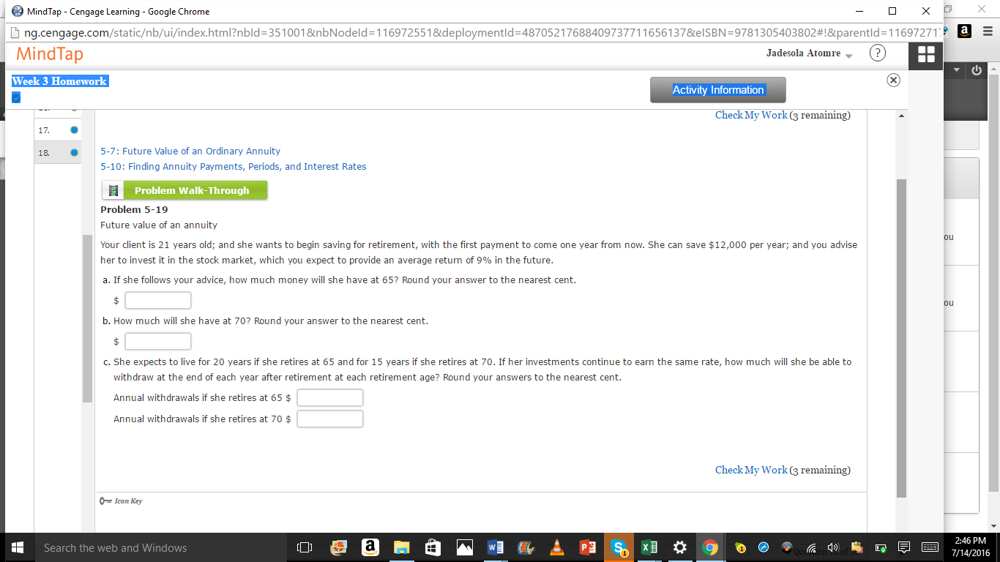 MindTap - Cengage Learning - Google Chrome
ng.cengage.com/static/nb/ui/index.html?nbId=351001&nbNodeId=116972551&deploymentId=48705217688409737711656137&eISBN=9781305403802#!&parentId=11697271
MindTap
Jadesola Atomre
?
Week 3 Homework
Activity Information
Check My Work (3 remaining)
17.
18.
5-7: Future Value of an Ordinary Annuity
5-10: Finding Annuity Payments, Periods, and Interest Rates
Problem Walk-Through
Problem 5-19
Future value of an annuity
Your client is 21 years old; and she wants to begin saving for retirement, with the first payment to come one year from now. She can save $12,000 per year; and you advise
her to invest it in the stock market, which you expect to provide an average return of 9% in the future.
a. If she follows your advice, how much money will she have at 65? Round your answer to the nearest cent.
$
b. How much will she have at 70? Round your answer to the nearest cent.
$
c. She expects to live for 20 years if she retires at 65 and for 15 years if she retires at 70. If her investments continue to earn the same rate, how much will she be able to
withdraw at the end of each year after retirement at each retirement age? Round your answers to the nearest cent.
Annual withdrawals if she retires at 65 $
Annual withdrawals if she retires at 70 $
Check My Work (3 remaining)
Icon Key
ou
ou
Search the web and Windows
2:46 PM
7/14/2016